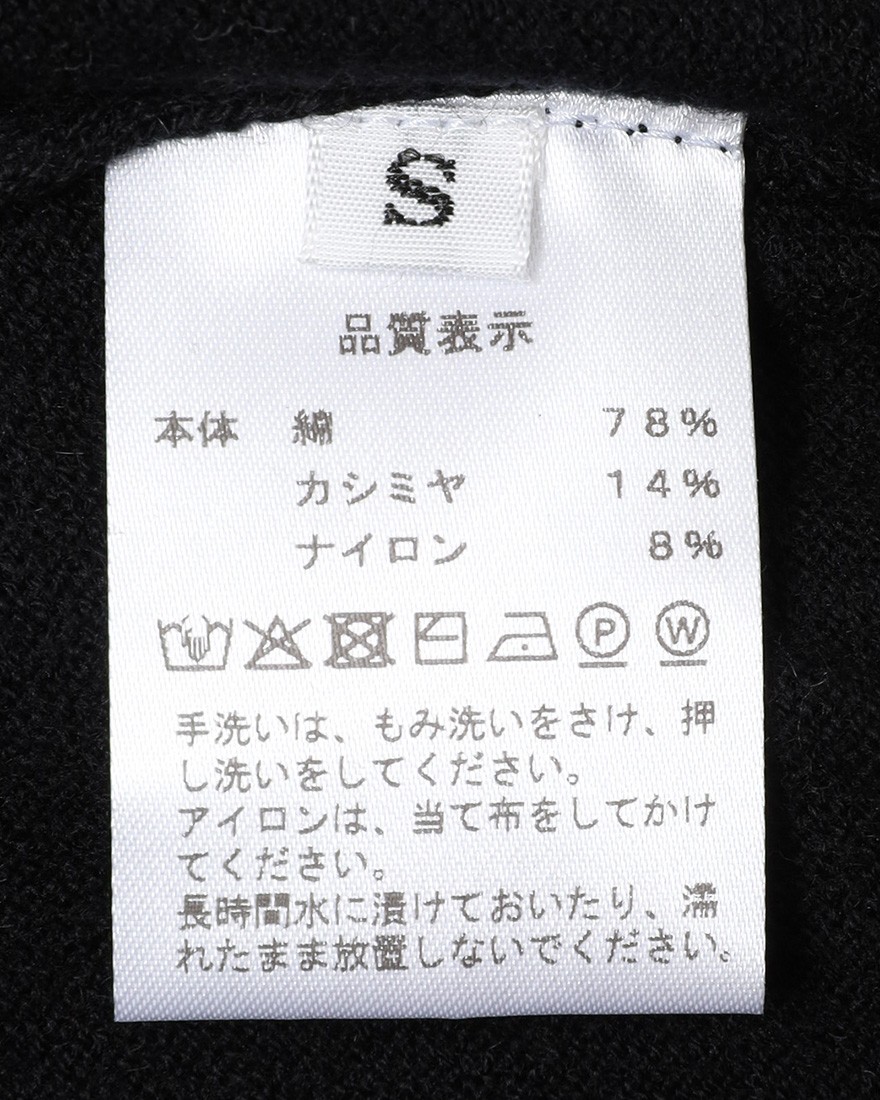 S
品質表示
本体 綿 78%
カシミヤ 14%
ナイロン 8%
P W
手洗いは、もみ洗いをさけ、押
し洗いをしてください。
アイロンは、当て布をしてかけ
てください。
長時間水に漬けておいたり、濡
れたまま放置しないでください。